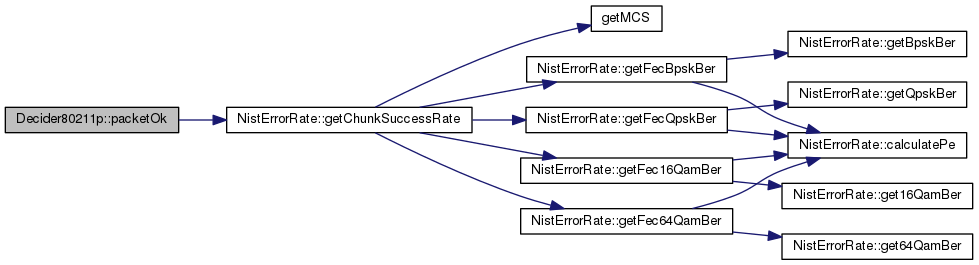 Decider80211p::packetOk
NistErrorRate::getChunkSuccessRate
getMCS
NistErrorRate::getFecBpskBer
NistErrorRate::getFecQpskBer
NistErrorRate::getFec16QamBer
NistErrorRate::getFec64QamBer
NistErrorRate::getBpskBer
NistErrorRate::getQpskBer
NistErrorRate::calculatePe
NistErrorRate::get16QamBer
NistErrorRate::get64QamBer